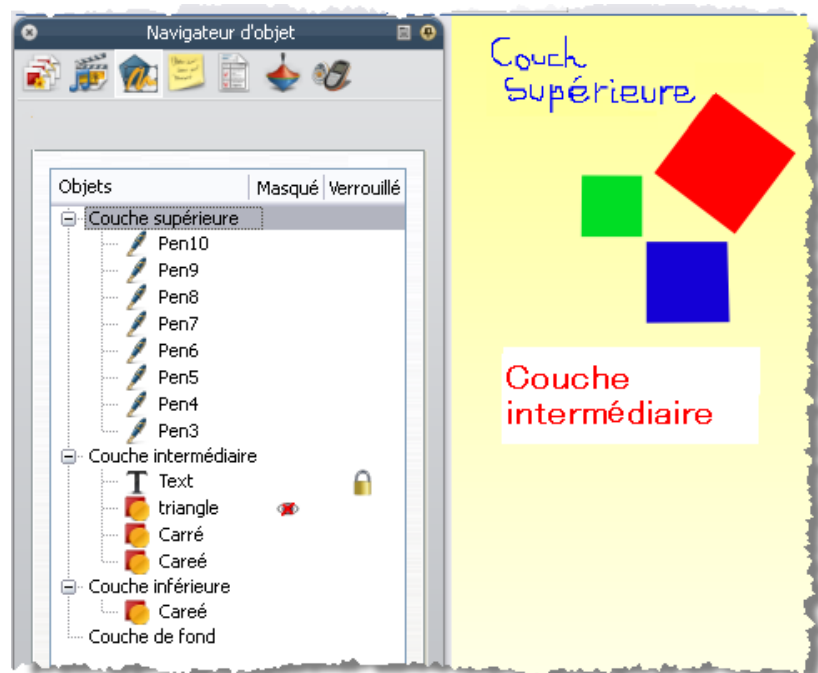 Navigateur d'objet
Objets Masqué Verrouillé
Couche supérieure
Pen10
Pen9
Pen8
Pen7
Pen6
Pen5
Pen4
Pen3
Couche intermédiaire
Text
triangle
Carré
Careé
Couche inférieure
Careé
Couche de fond
Couch
Supérieure
Couche
intermédiaire